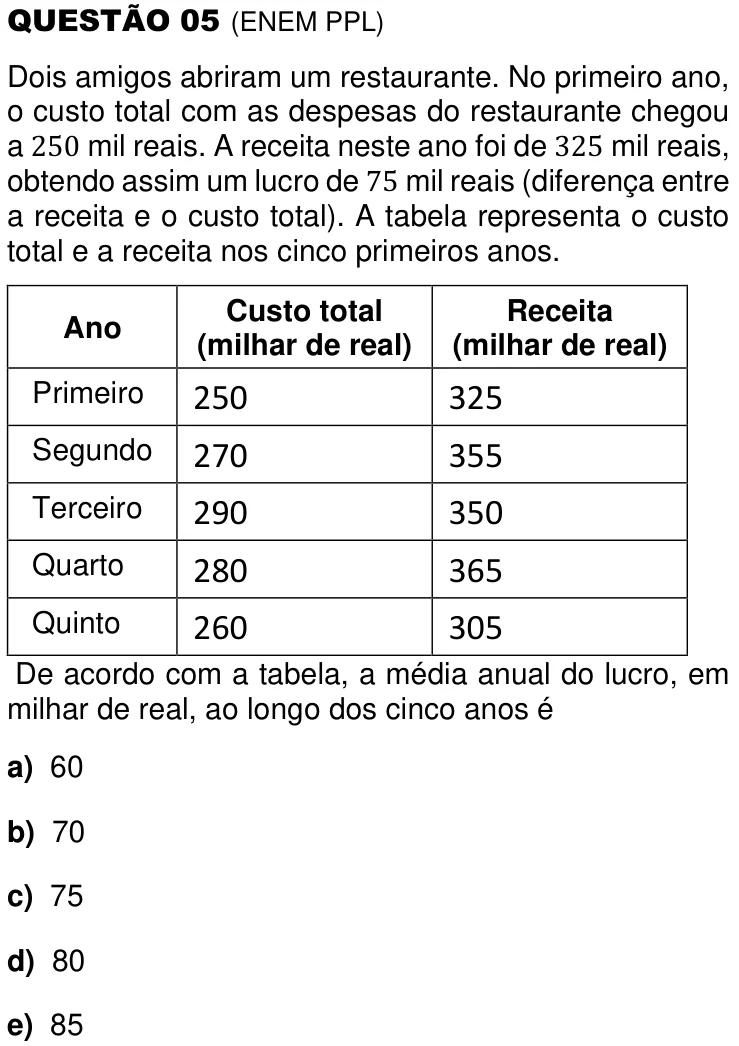 QUESTÃO 05 (ENEM PPL)
Dois amigos abriram um restaurante. No primeiro ano,
o custo total com as despesas do restaurante chegou
a 250 mil reais. A receita neste ano foi de 325 mil reais,
obtendo assim um lucro de 75 mil reais (diferença entre
a receita e o custo total). A tabela representa o custo
total e a receita nos cinco primeiros anos.
Ano Custo total (milhar de real) Receita (milhar de real)
Primeiro 250 325
Segundo 270 355
Terceiro 290 350
Quarto 280 365
Quinto 260 305
De acordo com a tabela, a média anual do lucro, em
milhar de real, ao longo dos cinco anos é
a) 60
b) 70
c) 75
d) 80
e) 85